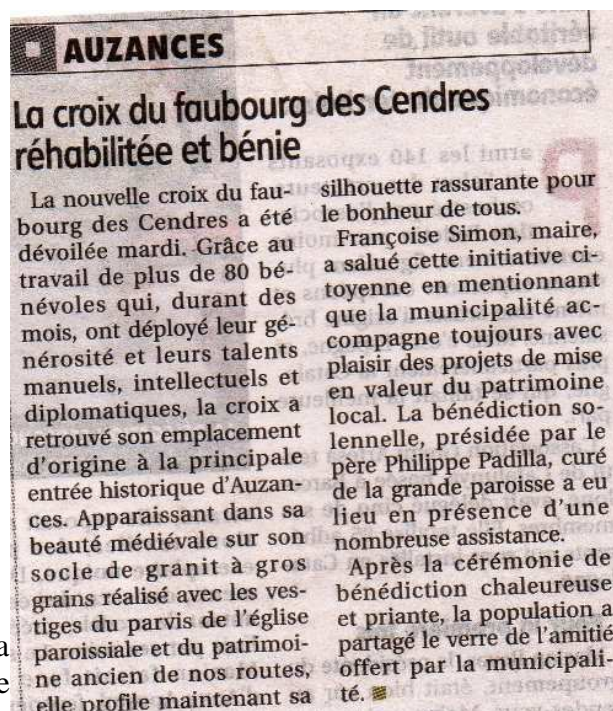 AUZANCES
La croix du faubourg des Cendres
réhabilitée et bénie
La nouvelle croix du fau-
bourg des Cendres a été
dévoilée mardi. Grâce au
travail de plus de 80 bé-
névoles qui, durant des
mois, ont déployé leur gé-
nérosité et leurs talents
manuels, intellectuels et
diplomatiques, la croix a
retrouvé son emplacement
d'origine à la principale
entrée historique d'Auzan-
ces. Apparaissant dans sa
beauté médiévale sur son
socle de granit à gros
grains réalisé avec les ves-
tiges du parvis de l'église
paroissiale et du patrimoi-
ne ancien de nos routes,
elle profile maintenant sa
silhouette rassurante pour
le bonheur de tous.
Françoise Simon, maire,
a salué cette initiative ci-
toyenne en mentionnant
que la municipalité ac-
compagne toujours avec
plaisir des projets de mise
en valeur du patrimoine
local. La bénédiction so-
lennelle, présidée par le
père Philippe Padilla, curé
de la grande paroisse a eu
lieu en présence d'une
nombreuse assistance.
Après la cérémonie de
bénédiction chaleureuse
et priante, la population a
partagé le verre de l'amitié
offert par la municipali-
té.